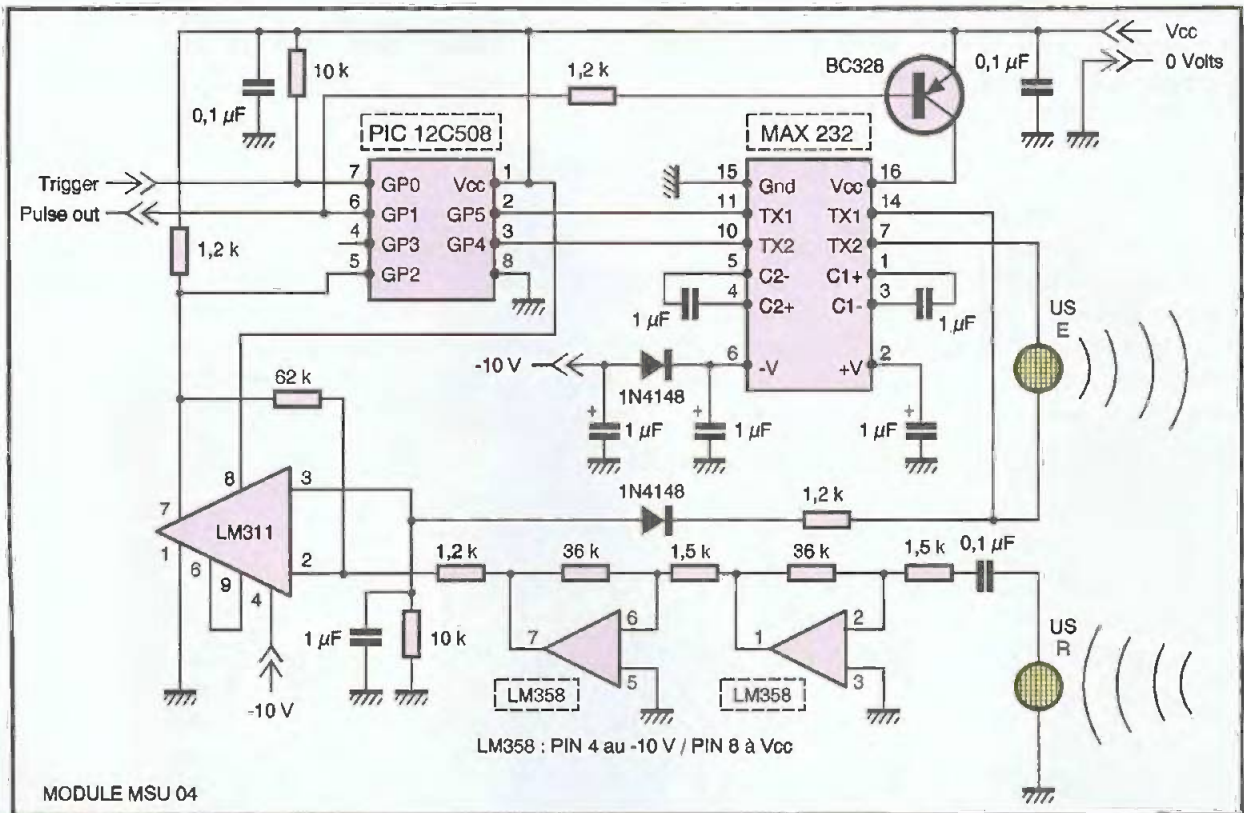 Vcc
0 Volts
BC328
0,1 µF
10 k
0,1 µF
1,2 k
PIC 12C508
MAX 232
Trigger
Pulse out
7 GP0 Vcc 1
6 GP1 GP5 2
4 GP3 GP4 3
5 GP2 8
1,2 k
15 Gnd Vcc 16
11 TX1 TX1 14
10 TX2 TX2 7
5 C2- C1+ 1
4 C2+ C1- 3
6 -V +V 2
1 µF
1 µF
US
E
-10 V
1N4148
1 µF
1 µF
1 µF
62 k
8
3
7
LM311
1
6
9
4
2
-10 V
1N4148
1,2 k
1,2 k
36 k
1,5 k
36 k
1,5 k
0,1 µF
1 µF
10 k
7
6
5
LM358
1
2
3
LM358
US
R
LM358 : PIN 4 au -10 V / PIN 8 à Vcc
MODULE MSU 04